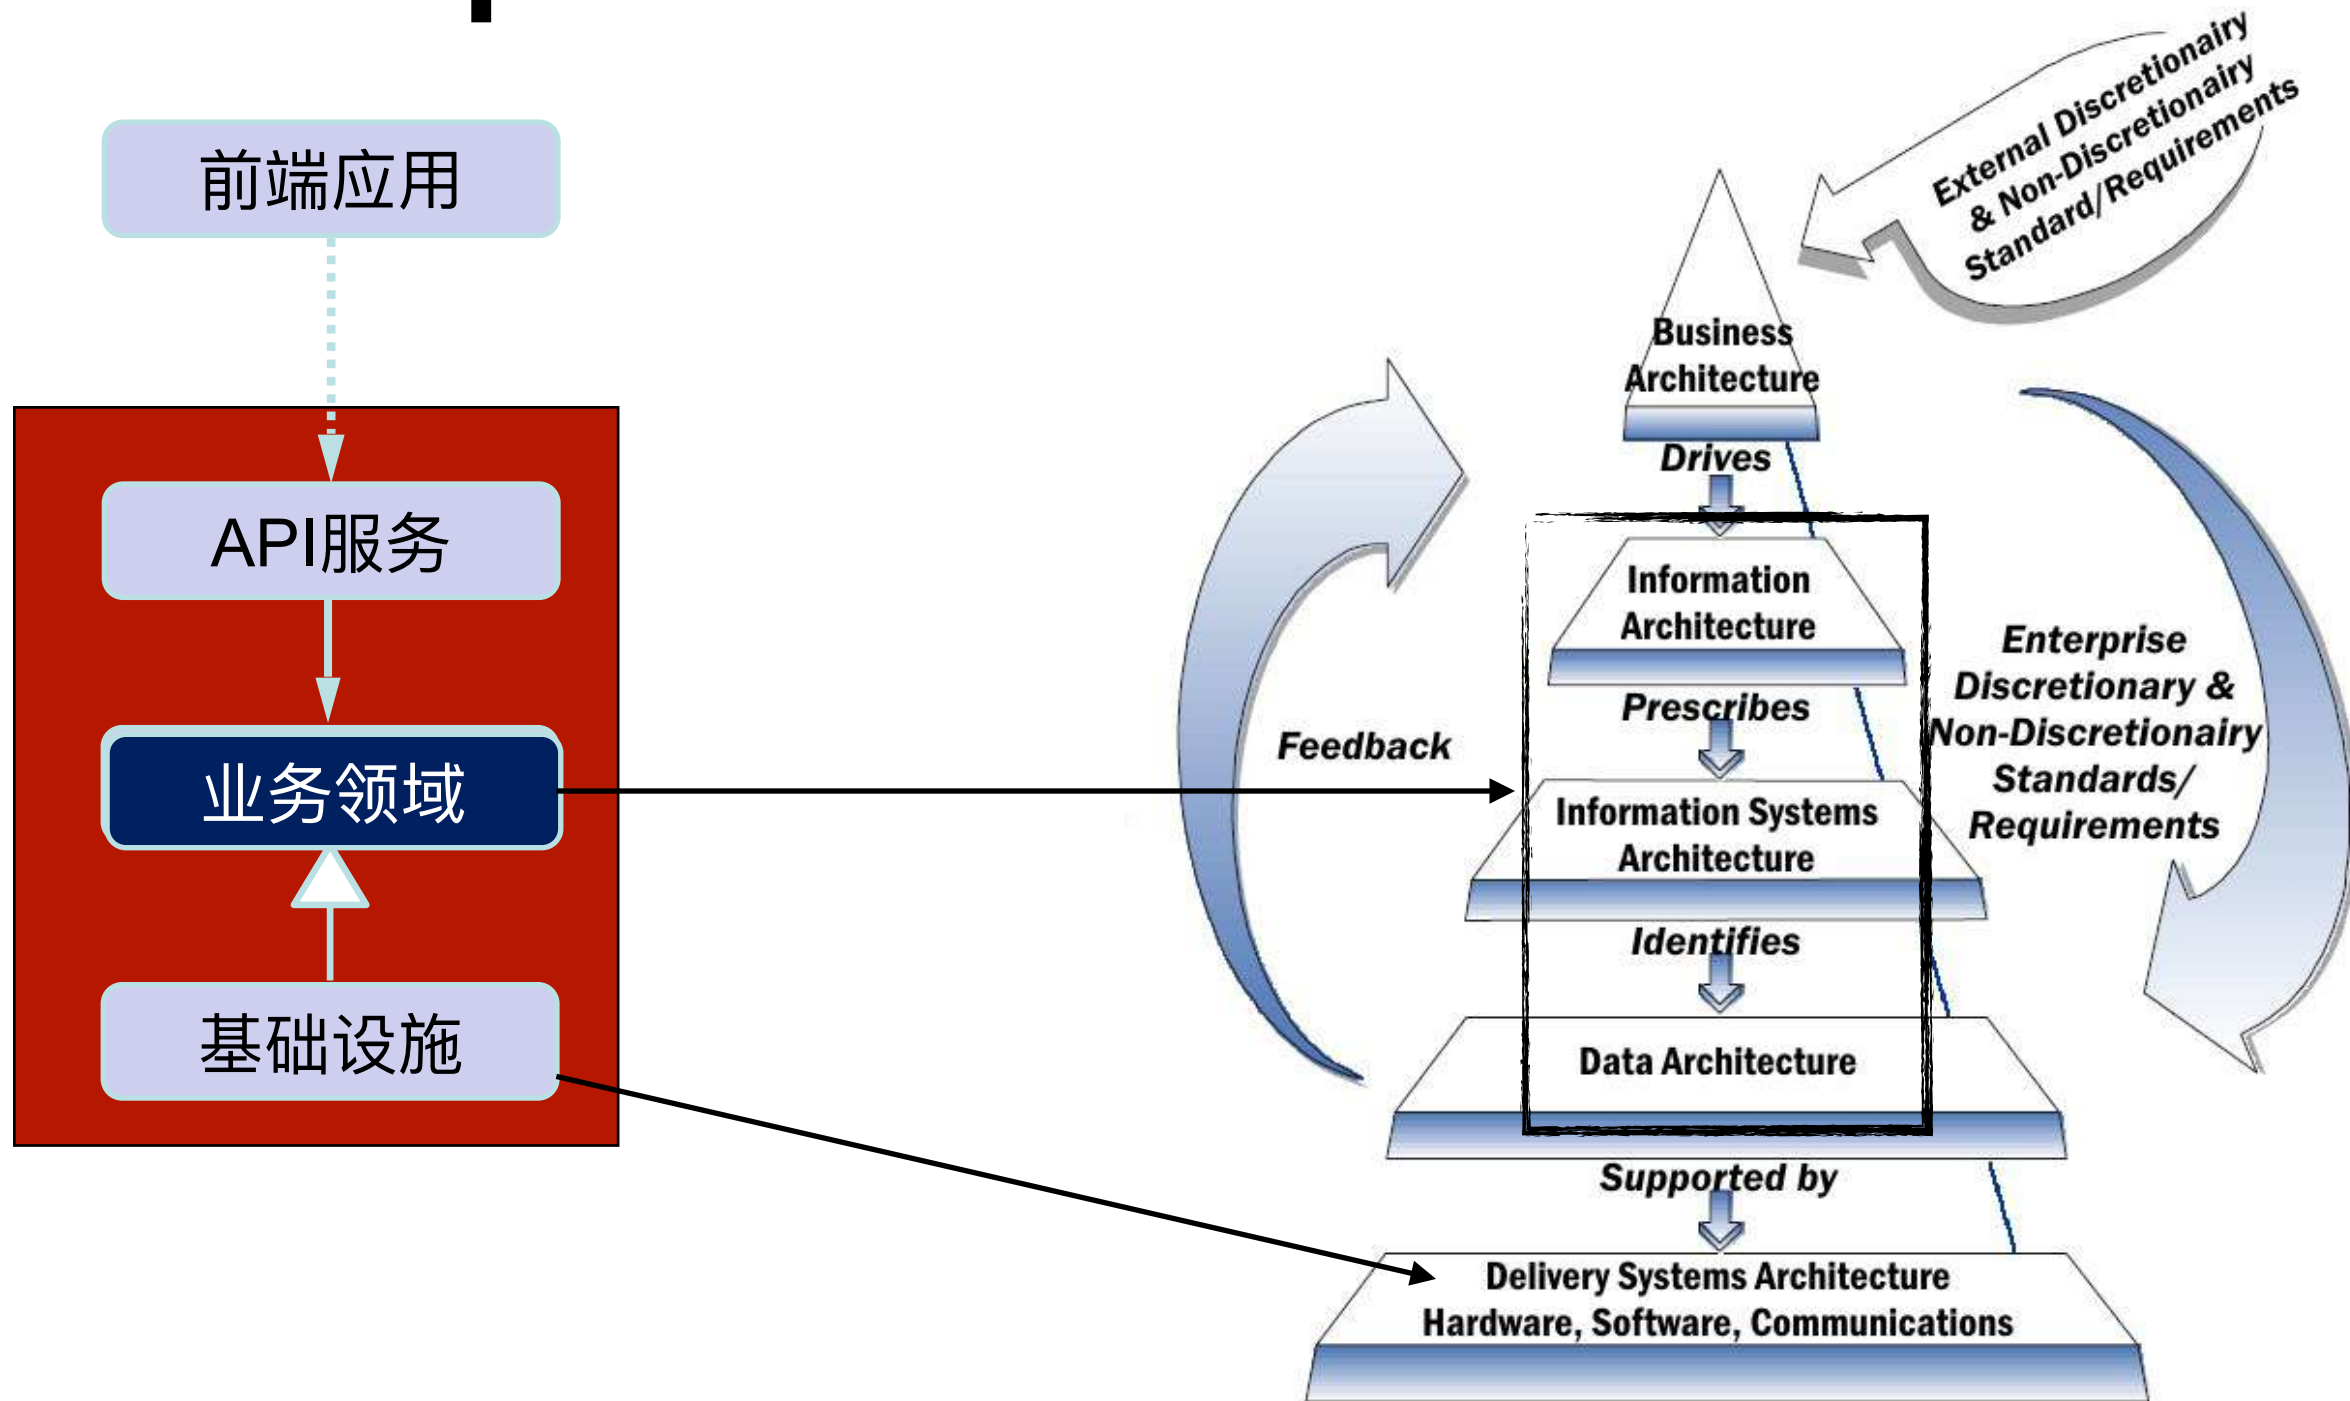 前端应用
API服务
业务领域
基础设施
External Discretionairy
& Non-Discretionairy
Standard/Requirements
Business
Architecture
Drives
Information
Architecture
Prescribes
Feedback
Information Systems
Architecture
Enterprise
Discretionary &
Non-Discretionairy
Standards/
Requirements
Identifies
Data Architecture
Supported by
Delivery Systems Architecture
Hardware, Software, Communications